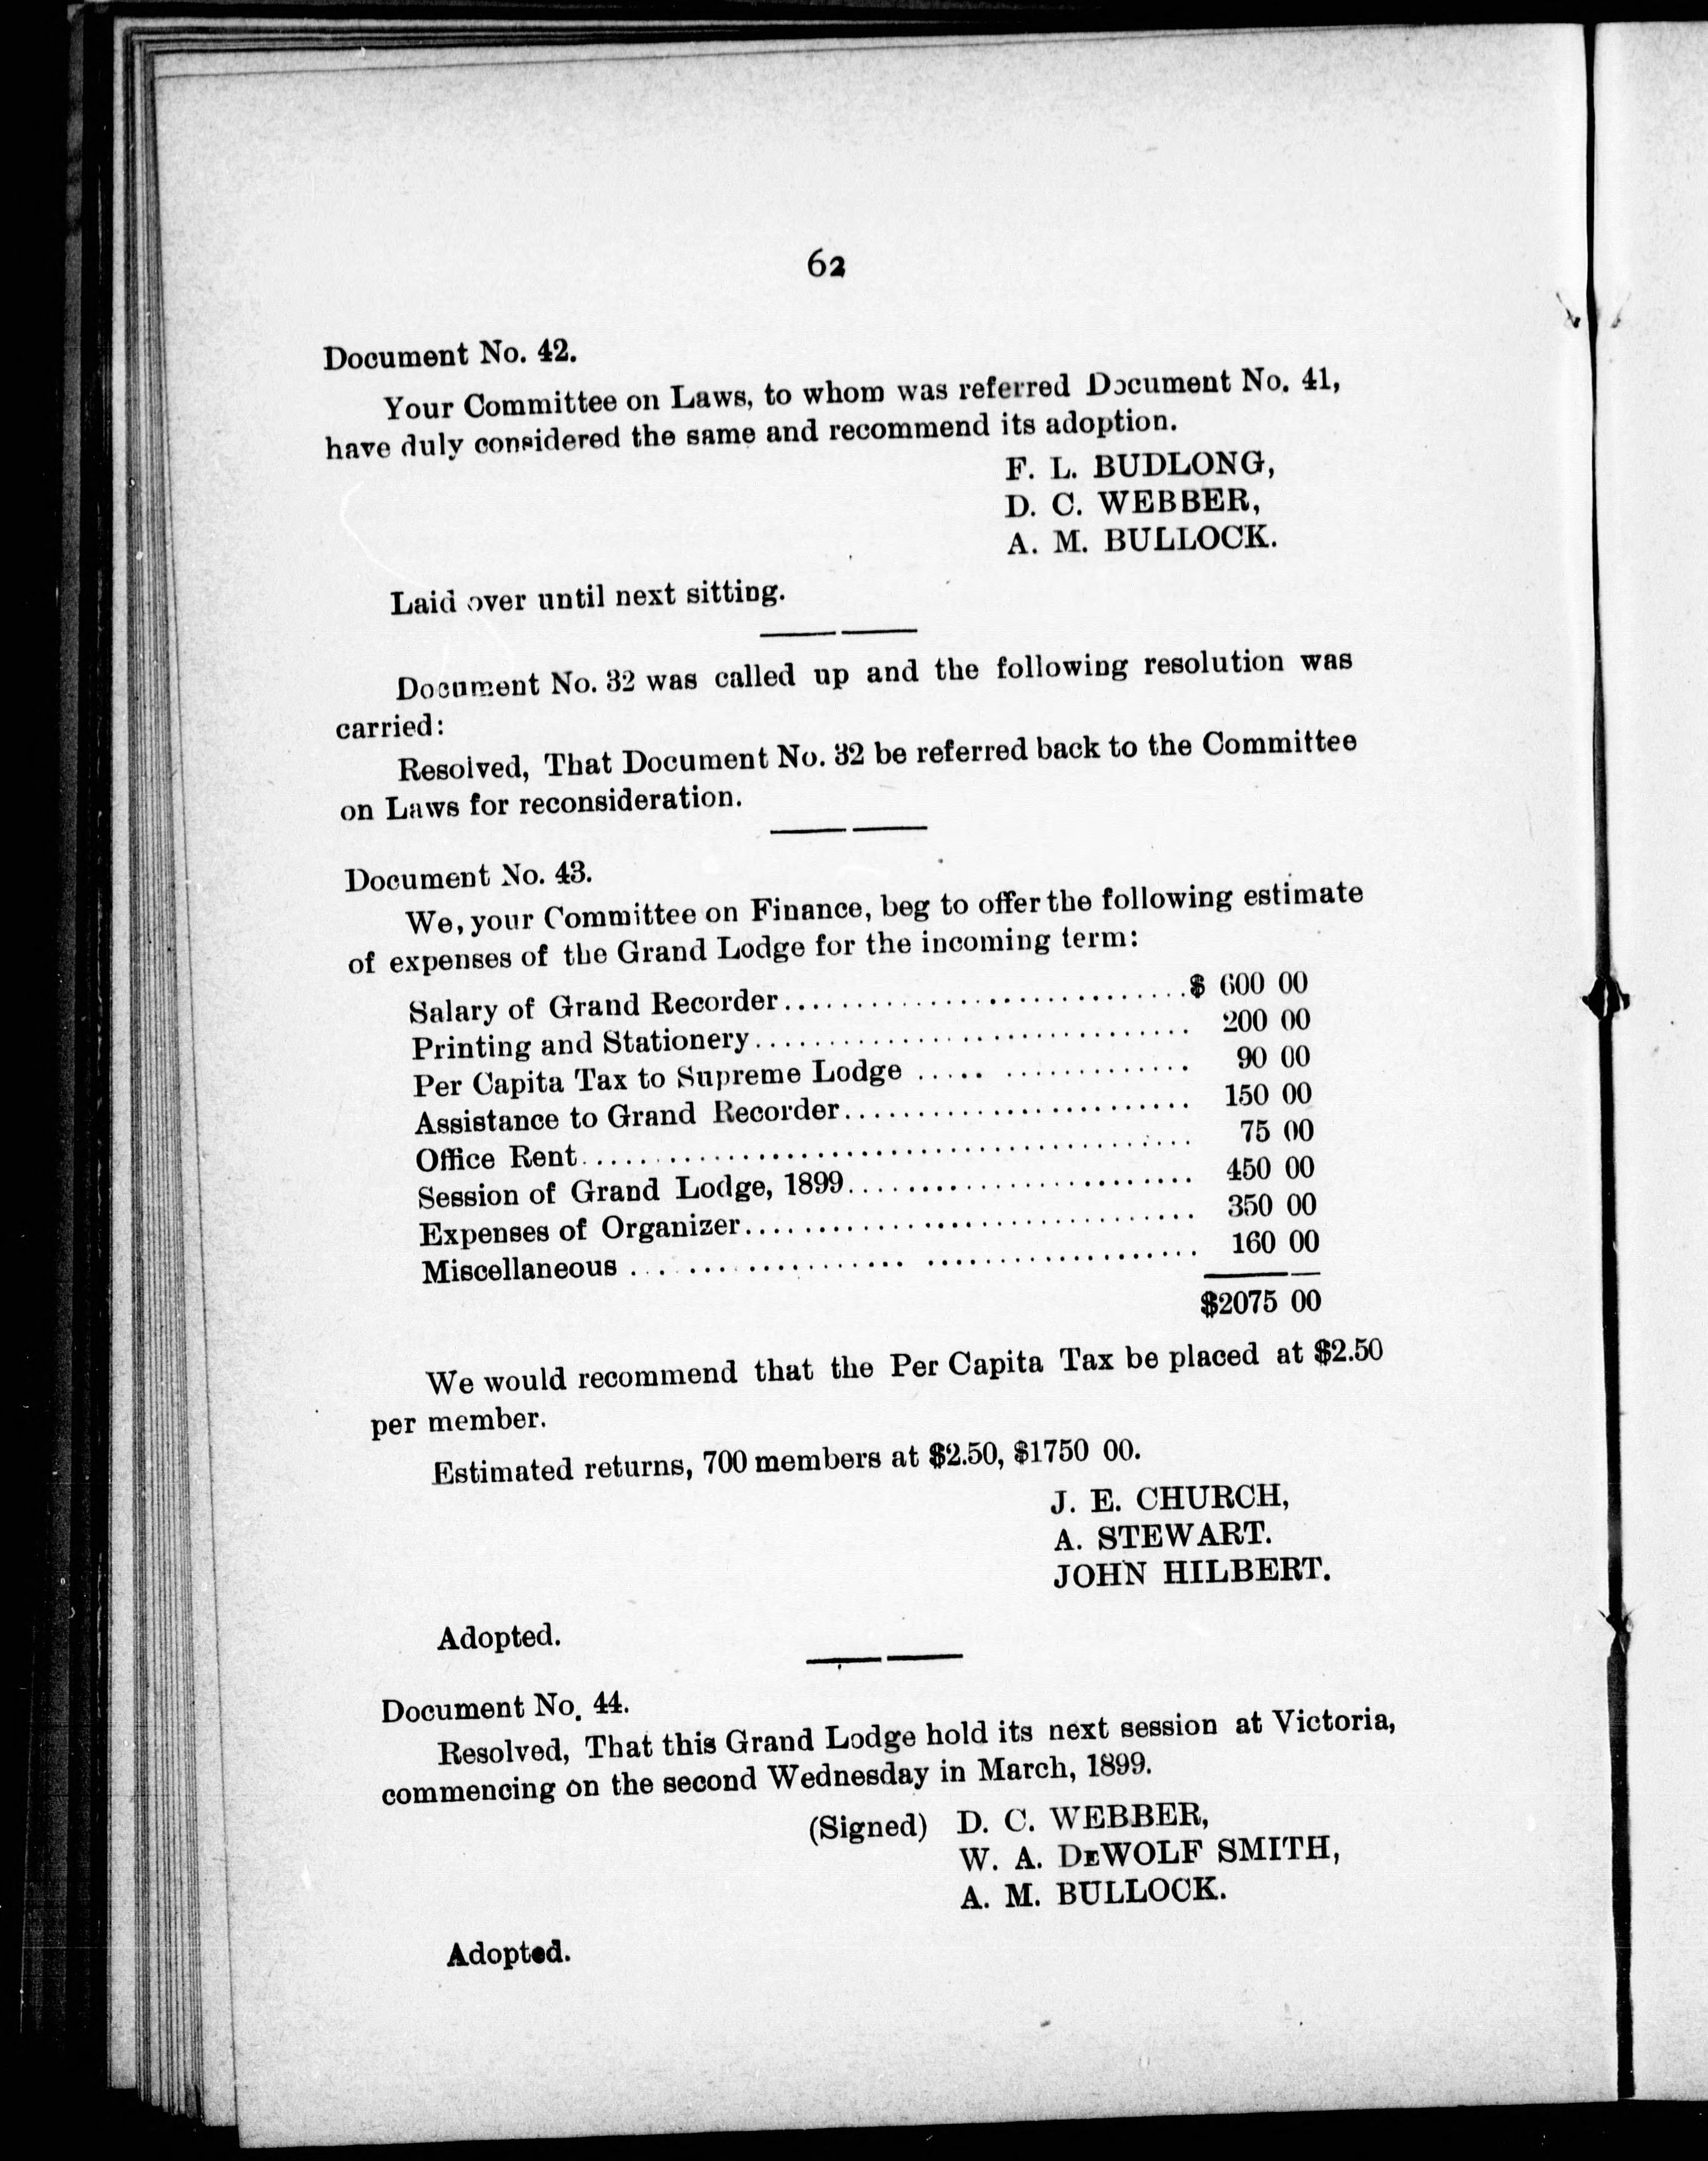 62
Document No. 42.
Your Committee on Laws, to whom was referred Document No. 41,
have duly considered the same and recommend its adoption.
F. L. BUDLONG,
D. C. WEBBER,
A. M. BULLOCK.
Laid over until next sitting.
Document No. 32 was called up and the following resolution was
carried:
Resolved, That Document No. 32 be referred back to the Committee
on Laws for reconsideration.
Document No. 43.
We, your Committee on Finance, beg to offer the following estimate
of expenses of the Grand Lodge for the incoming term:
Salary of Grand Recorder............................$ 600 00
Printing and Stationery.............................. 200 00
Per Capita Tax to Supreme Lodge ..... ............. 90 00
Assistance to Grand Recorder........................ 150 00
Office Rent.......................................... 75 00
Session of Grand Lodge, 1899........................ 450 00
Expenses of Organizer............................... 350 00
Miscellaneous ...................................... 160 00
$2075 00
We would recommend that the Per Capita Tax be placed at $2.50
per member.
Estimated returns, 700 members at $2.50, $1750 00.
J. E. CHURCH,
A. STEWART.
JOHN HILBERT.
Adopted.
Document No. 44.
Resolved, That this Grand Lodge hold its next session at Victoria,
commencing on the second Wednesday in March, 1899.
(Signed) D. C. WEBBER,
W. A. DEWOLF SMITH,
A. M. BULLOCK.
Adopted.